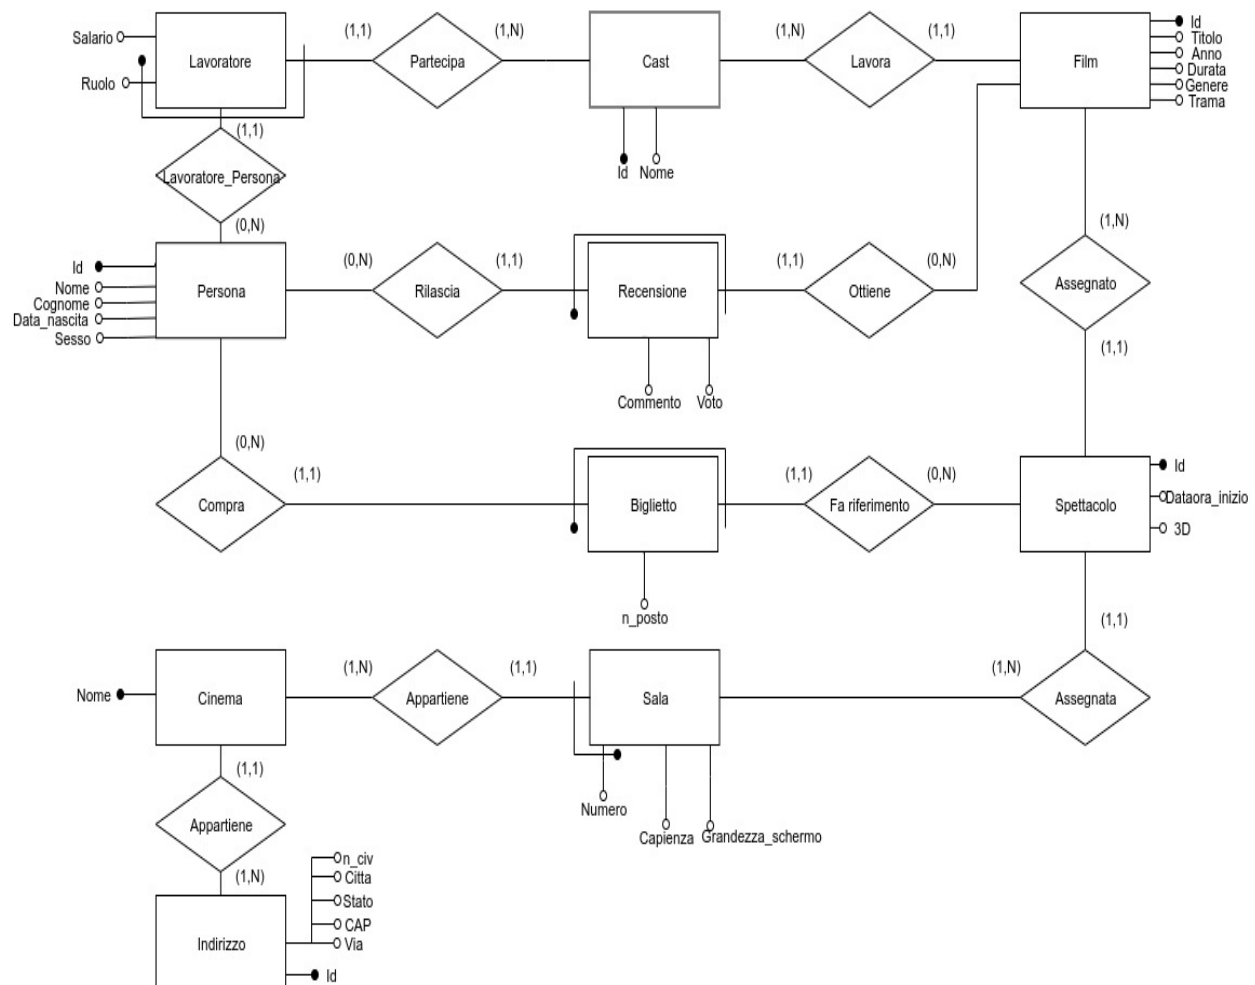 Salario
Ruolo
Lavoratore
(1,1)
Partecipa
(1,N)
Cast
(1,N)
Lavora
(1,1)
Film
Id
Titolo
Anno
Durata
Genere
Trama
(1,1)
Lavoratore_Persona
(0,N)
Id
Nome
(1,N)
Assegnato
(1,1)
Id
Nome
Cognome
Data_nascita
Sesso
Persona
(0,N)
Rilascia
(1,1)
Recensione
(1,1)
Ottiene
(0,N)
Commento
Voto
(0,N)
Compra
(1,1)
Biglietto
(1,1)
Fa riferimento
(0,N)
Spettacolo
Id
Dataora_inizio
3D
n_posto
(1,1)
Nome
Cinema
(1,N)
Appartiene
(1,1)
Sala
(1,N)
Assegnata
Numero
Capienza
Grandezza_schermo
(1,1)
Appartiene
(1,N)
Indirizzo
n_civ
Citta
Stato
CAP
Via
Id